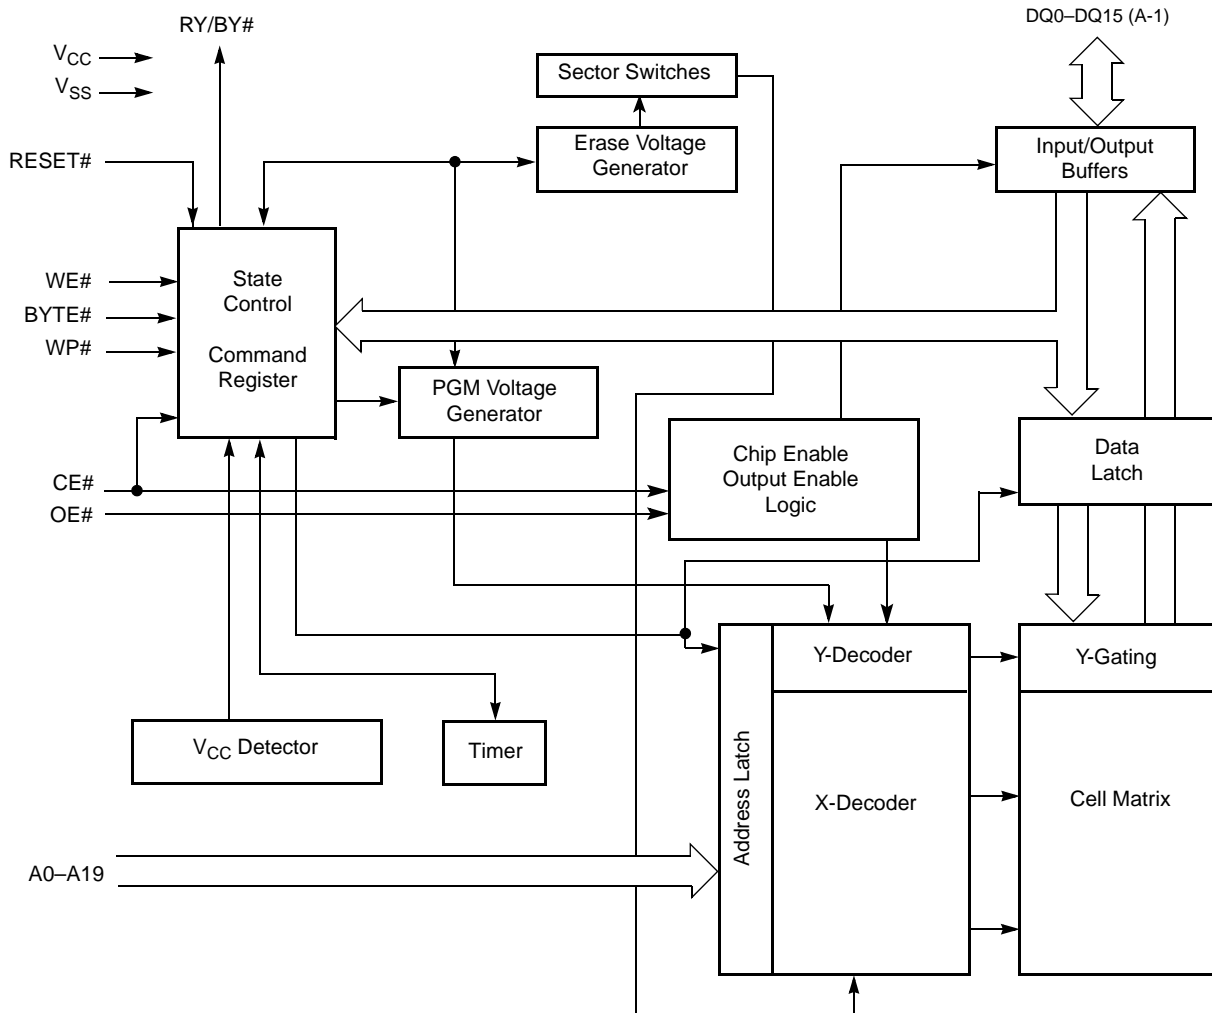 RY/BY#
DQ0–DQ15 (A-1)
VCC
VSS
Sector Switches
RESET#
Erase Voltage
Generator
Input/Output
Buffers
WE#
BYTE#
WP#
State
Control
Command
Register
PGM Voltage
Generator
CE#
OE#
Chip Enable
Output Enable
Logic
Data
Latch
Y-Decoder
Y-Gating
VCC Detector
Timer
Address Latch
X-Decoder
Cell Matrix
A0–A19